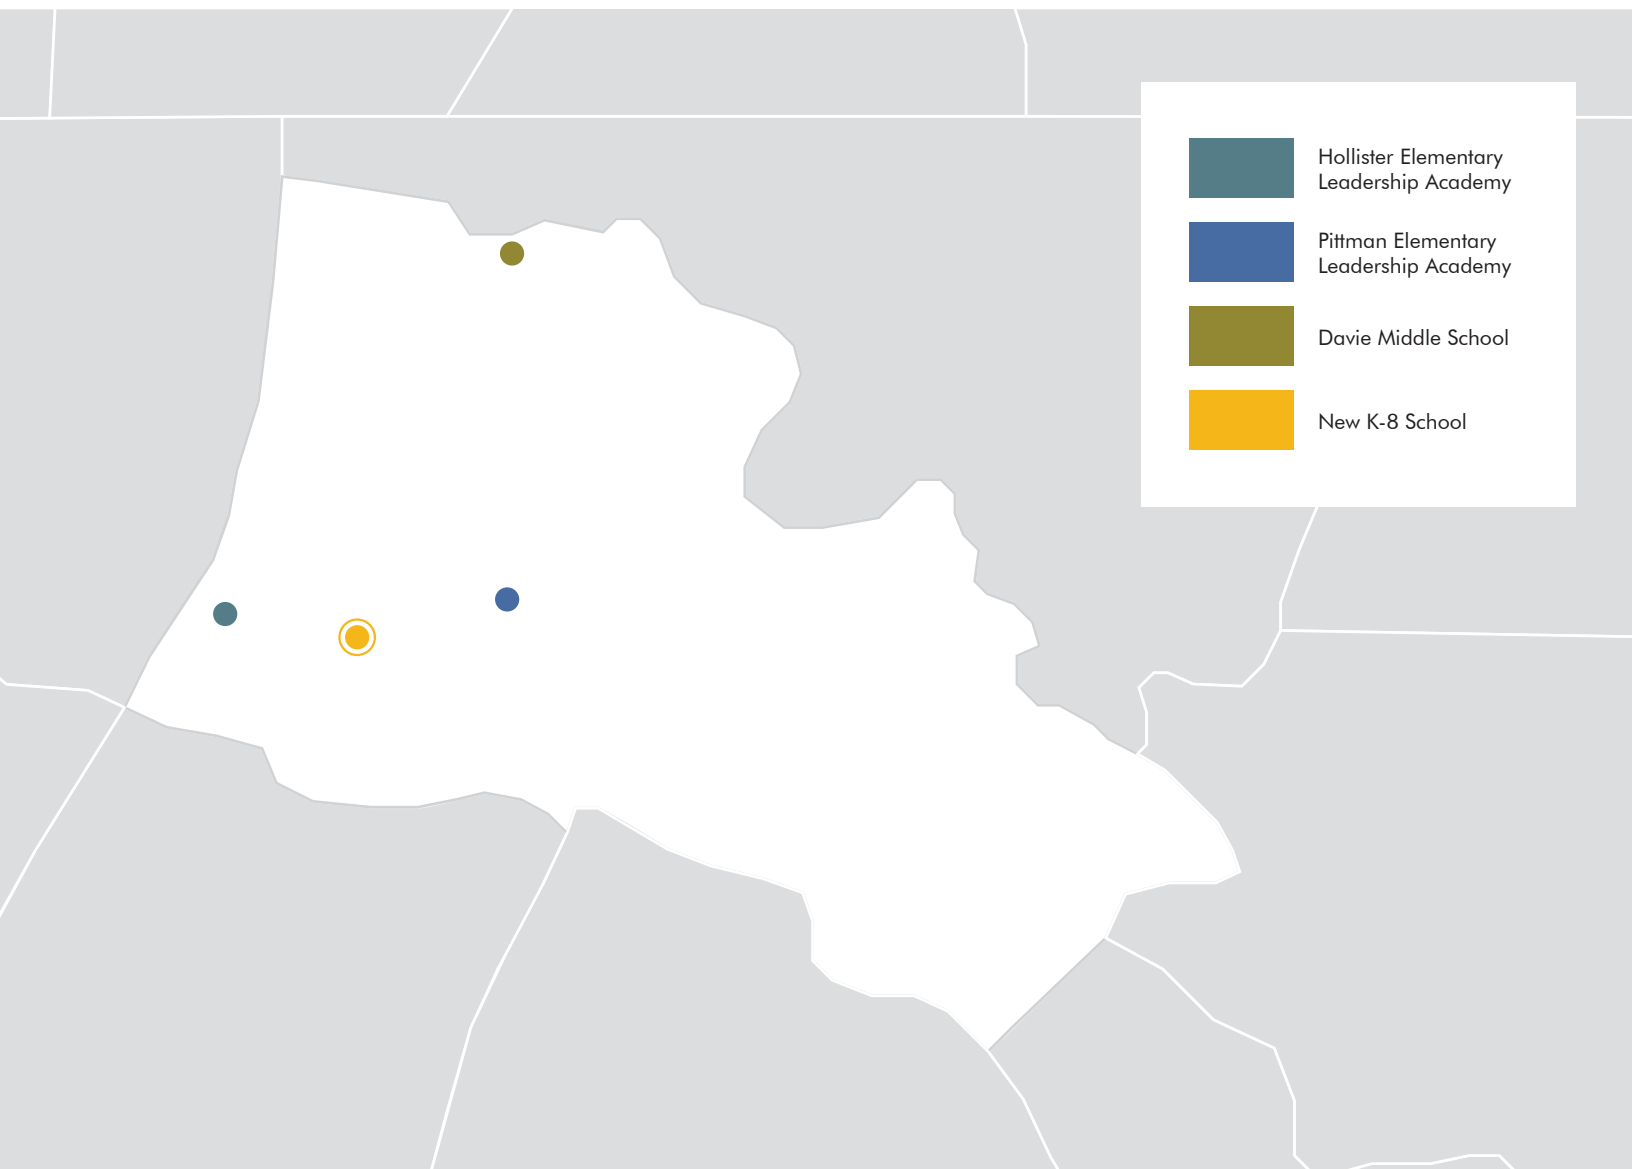 Hollister Elementary
Leadership Academy
Pittman Elementary
Leadership Academy
Davie Middle School
New K-8 School